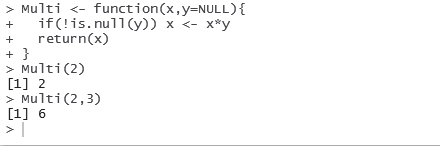 > Multi <- function(x,y=NULL){
+   if(!is.null(y)) x <- x*y
+   return(x)
+ }
> Multi(2)
[1] 2
> Multi(2,3)
[1] 6
>